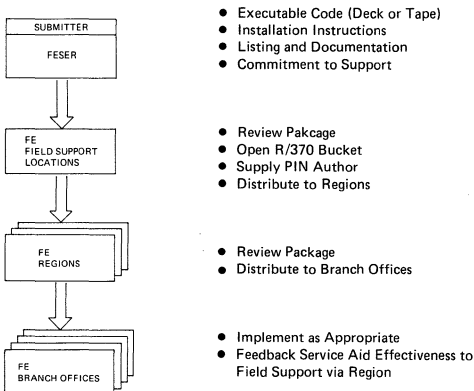 SUBMITTER
FESER
● Executable Code (Deck or Tape)
● Installation Instructions
● Listing and Documentation
● Commitment to Support
FE
FIELD SUPPORT
LOCATIONS
● Review Pakcage
● Open R/370 Bucket
● Supply PIN Author
● Distribute to Regions
FE
REGIONS
● Review Package
● Distribute to Branch Offices
FE
BRANCH OFFICES
● Implement as Appropriate
● Feedback Service Aid Effectiveness to
Field Support via Region